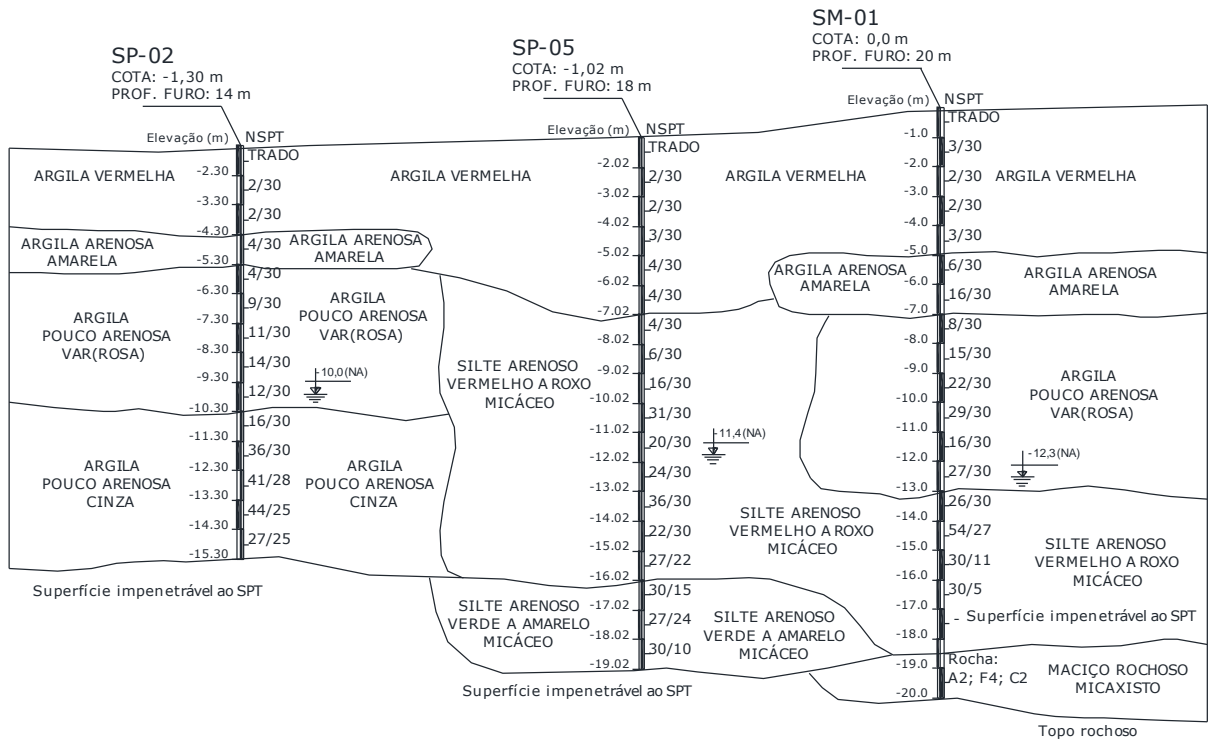 SP-02
COTA: -1,30 m
PROF. FURO: 14 m
Elevação (m) NSPT
TRADO
-2.30
2/30
-3.30
2/30
-4.30
4/30
-5.30
4/30
-6.30
9/30
-7.30
11/30
-8.30
14/30
-9.30
12/30
-10.30
16/30
-11.30
36/30
-12.30
41/28
-13.30
44/25
-14.30
27/25
-15.30
ARGILA VERMELHA
ARGILA ARENOSA
AMARELA
ARGILA
POUCO ARENOSA
VAR(ROSA)
ARGILA
POUCO ARENOSA
CINZA
Superfície impenetrável ao SPT
ARGILA VERMELHA
ARGILA ARENOSA
AMARELA
ARGILA
POUCO ARENOSA
VAR(ROSA)
-10,0(NA)
ARGILA
POUCO ARENOSA
CINZA
SP-05
COTA: -1,02 m
PROF. FURO: 18 m
Elevação (m) NSPT
TRADO
-2.02
2/30
-3.02
2/30
-4.02
3/30
-5.02
4/30
-6.02
4/30
-7.02
4/30
-8.02
6/30
-9.02
16/30
-10.02
31/30
-11.02
20/30
-12.02
24/30
-13.02
36/30
-14.02
22/30
-15.02
27/22
-16.02
30/15
-17.02
27/24
-18.02
30/10
-19.02
SILTE ARENOSO
VERMELHO A ROXO
MICÁCEO
SILTE ARENOSO
VERDE A AMARELO
MICÁCEO
Superfície impenetrável ao SPT
ARGILA VERMELHA
ARGILA ARENOSA
AMARELA
-11,4(NA)
SILTE ARENOSO
VERMELHO A ROXO
MICÁCEO
SILTE ARENOSO
VERDE A AMARELO
MICÁCEO
SM-01
COTA: 0,0 m
PROF. FURO: 20 m
Elevação (m) NSPT
TRADO
-1.0
3/30
-2.0
2/30
-3.0
2/30
-4.0
3/30
-5.0
6/30
-6.0
16/30
-7.0
8/30
-8.0
15/30
-9.0
22/30
-10.0
29/30
-11.0
16/30
-12.0
27/30
-13.0
26/30
-14.0
54/27
-15.0
30/11
-16.0
30/5
-17.0
- Superfície impenetrável ao SPT
-18.0
-19.0
Rocha:
A2; F4; C2
-20.0
ARGILA VERMELHA
ARGILA ARENOSA
AMARELA
ARGILA
POUCO ARENOSA
VAR(ROSA)
-12,3(NA)
SILTE ARENOSO
VERMELHO A ROXO
MICÁCEO
MACIÇO ROCHOSO
MICAXISTO
Topo rochoso